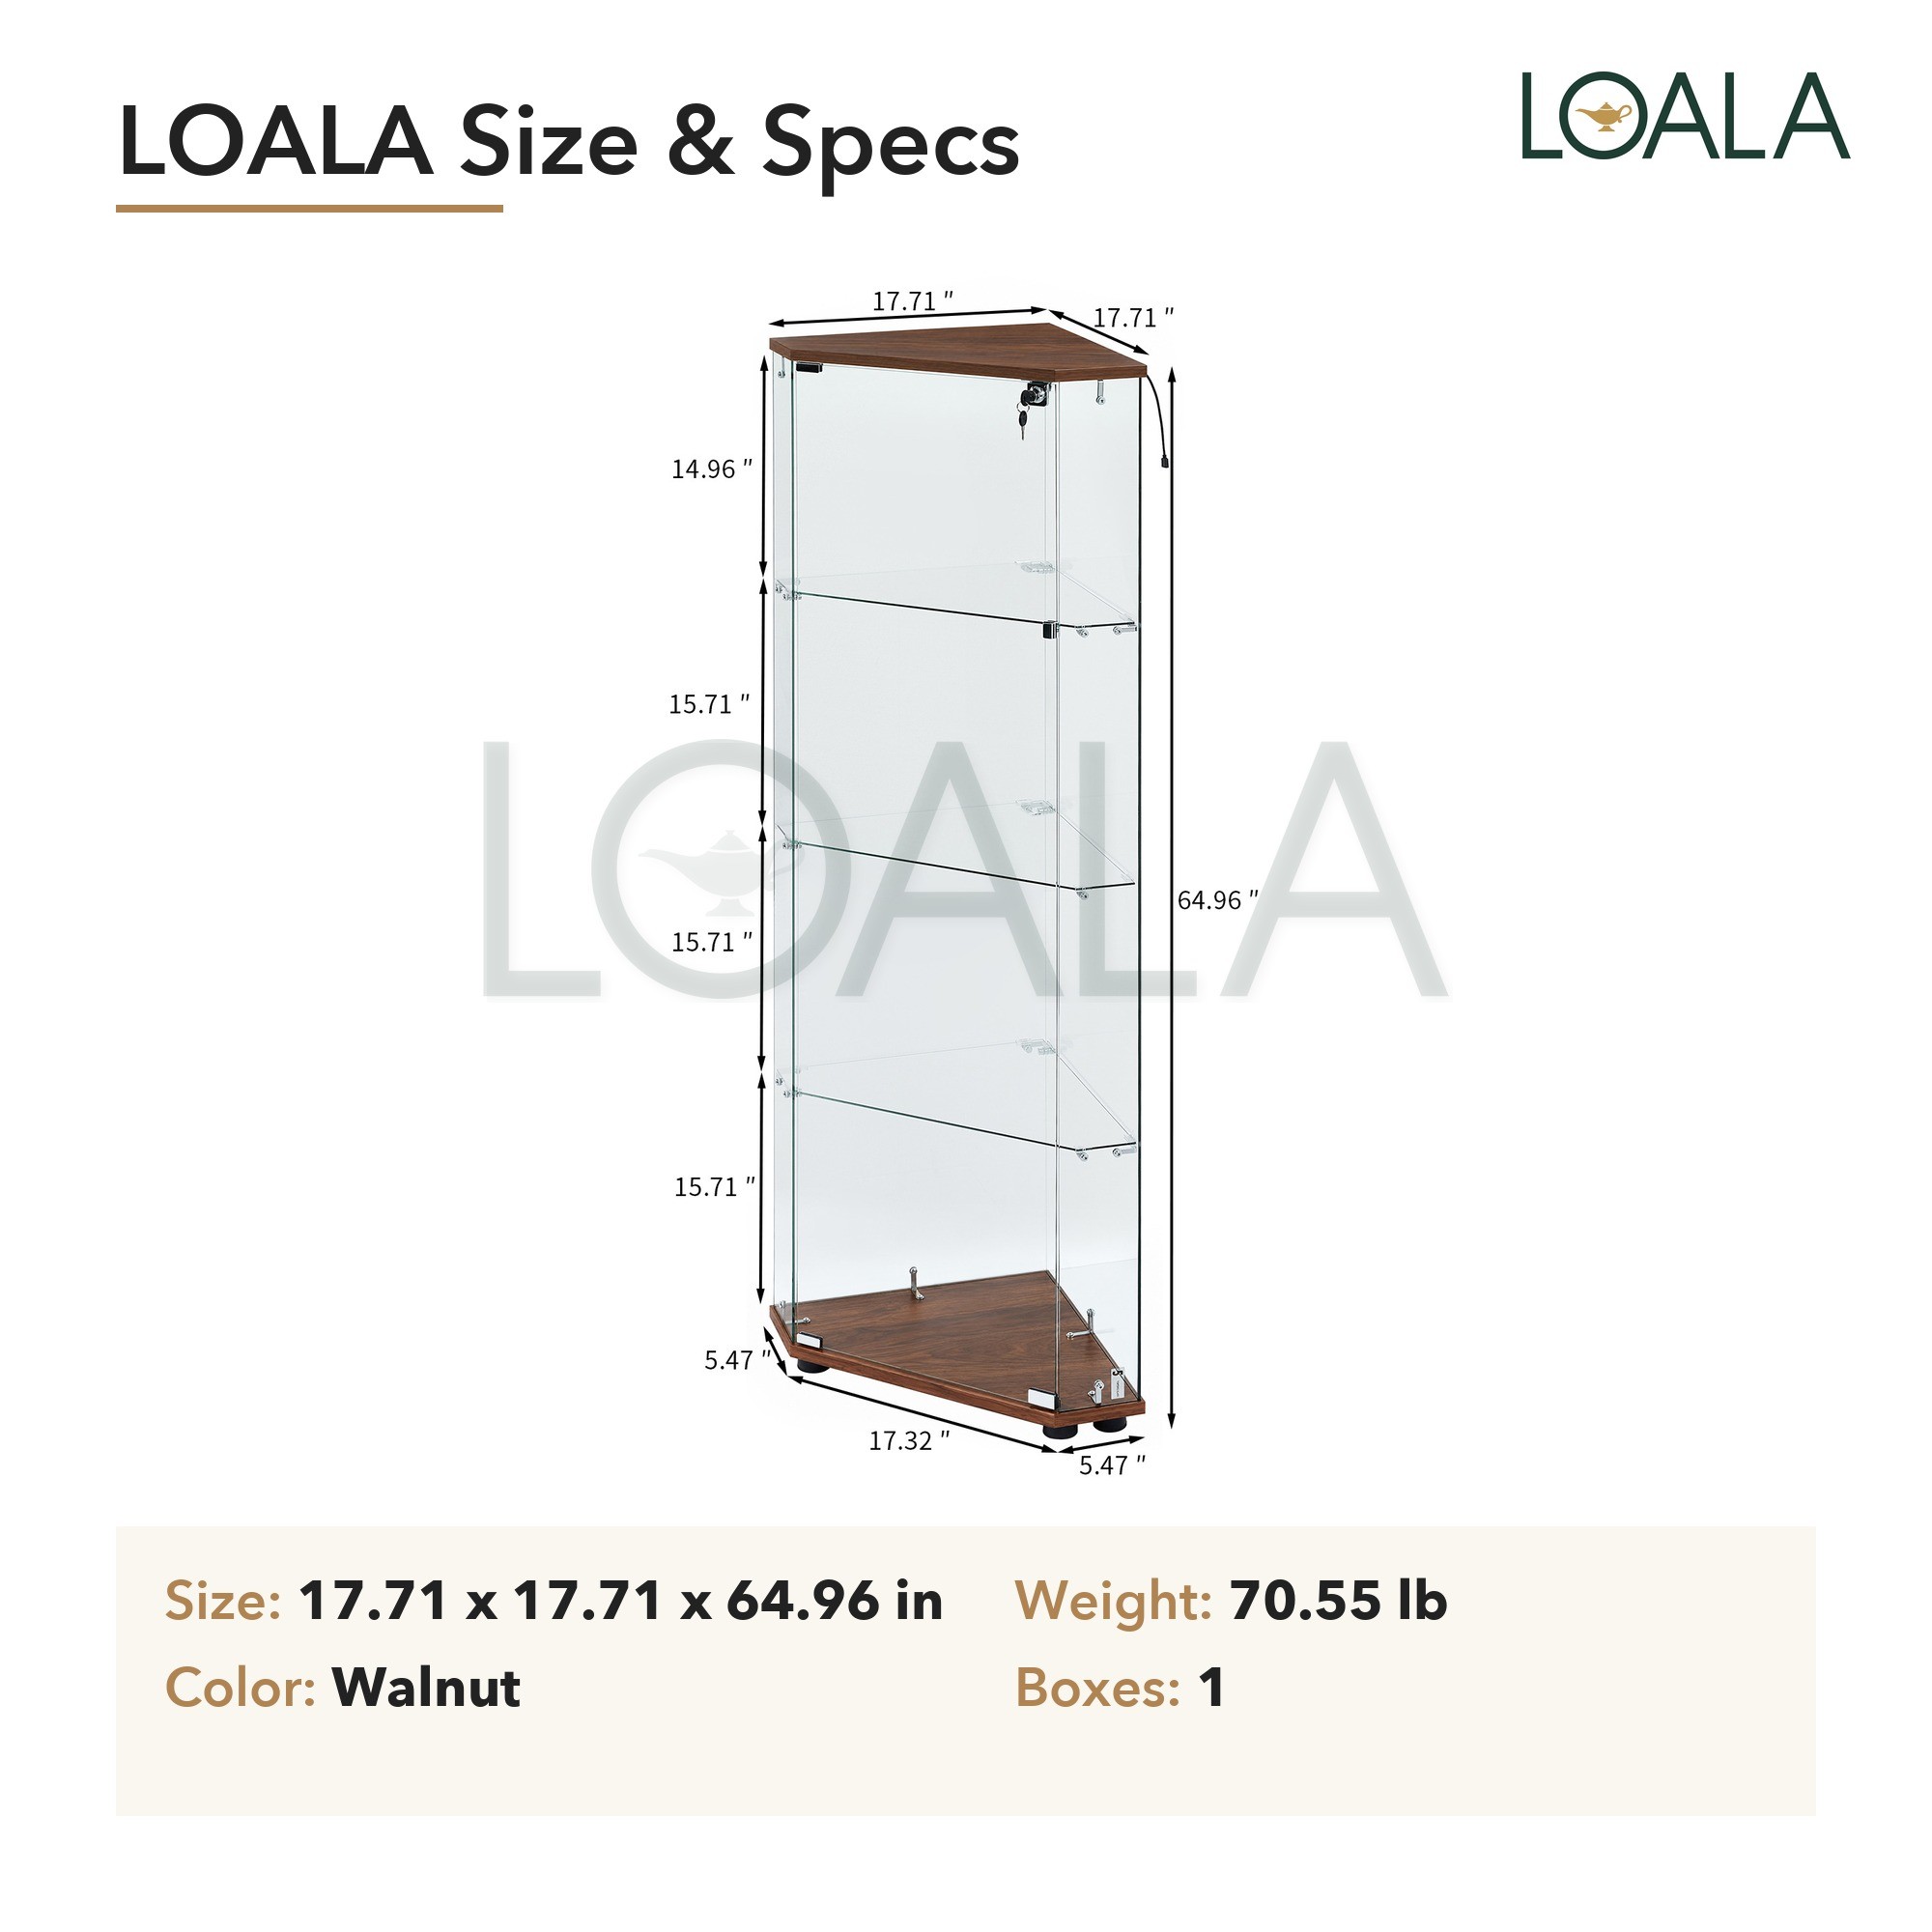 LOALA Size & Specs
LOALA
17.71 "
17.71 "
14.96 "
15.71 "
LOALA
64.96 "
15.71 "
15.71 "
5.47 "
17.32 "
5.47 "
Size: 17.71 x 17.71 x 64.96 in
Weight: 70.55 lb
Color: Walnut
Boxes: 1